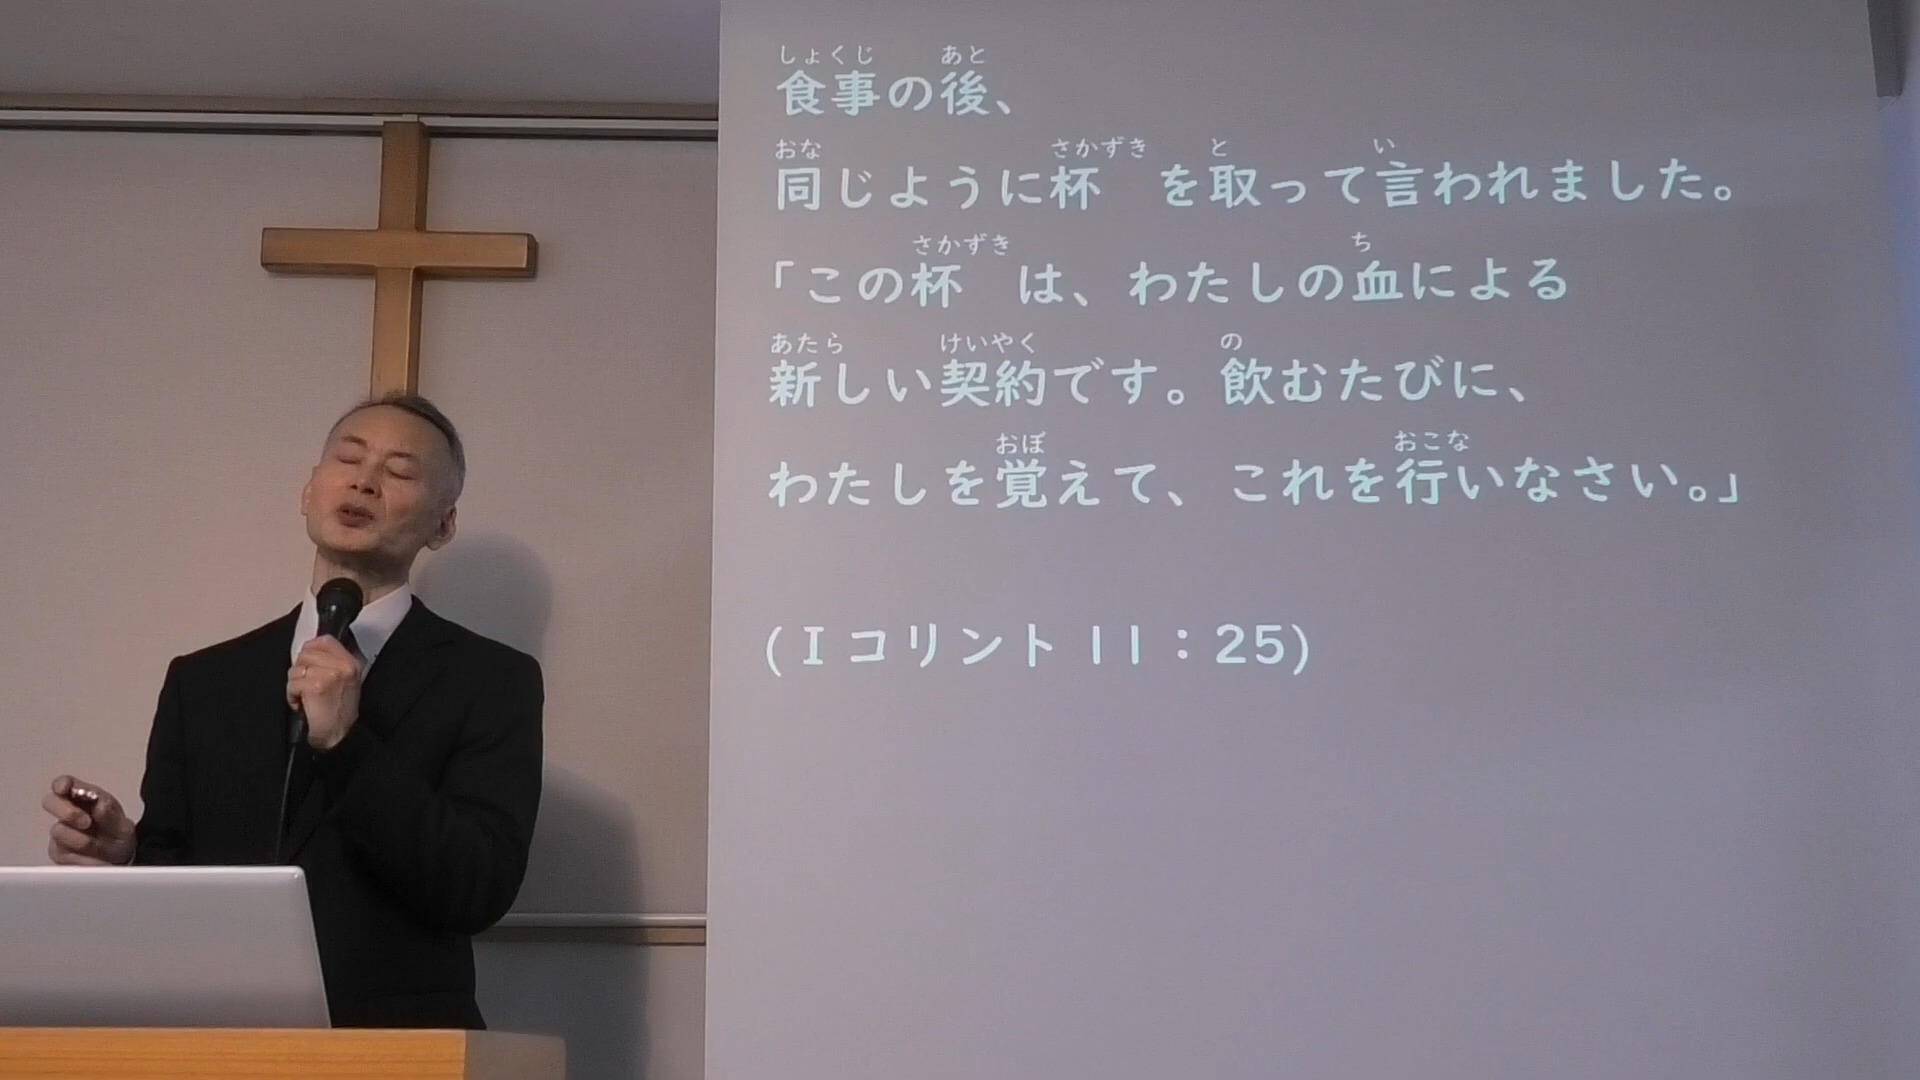 しょくじ あと
食事の後、
おな さかずき と い
同じように杯 を取って言われました。
さかずき ち
「この杯 は、わたしの血による
あたら けいやく の
新しい契約です。飲むたびに、
おぼ おこな
わたしを覚えて、これを行いなさい。」
(Ⅰコリント 11：25)